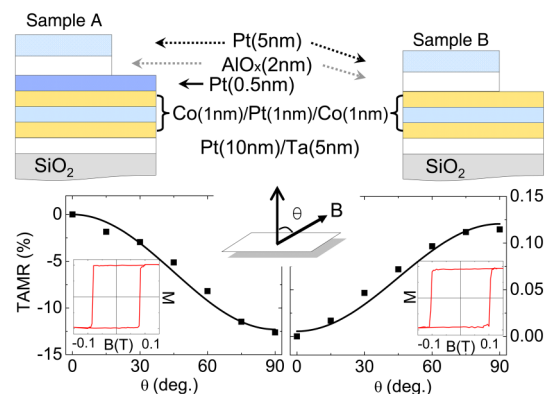 Sample A
Sample B
Pt(5nm)
AlOx(2nm)
Pt(0.5nm)
Co(1nm)/Pt(1nm)/Co(1nm)
Pt(10nm)/Ta(5nm)
SiO2
SiO2
TAMR (%)
0
-5
-10
-15
0.15
0.10
0.05
0.00
θ
B
M
-0.1
B(T)
0.1
M
-0.1
B(T)
0.1
0 30 60 90
0 30 60 90
θ (deg.)
θ (deg.)